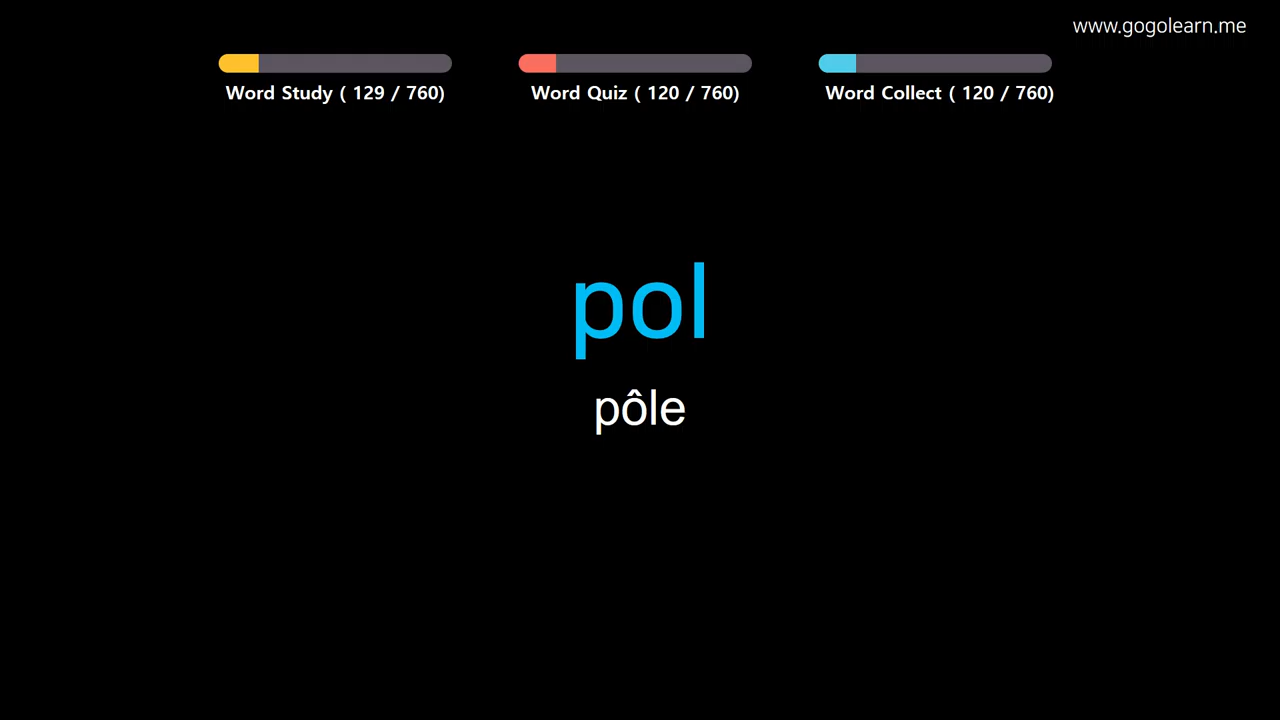 www.gogolearn.me
Word Study ( 129 / 760)
Word Quiz ( 120 / 760)
Word Collect ( 120 / 760)
pol
pôle